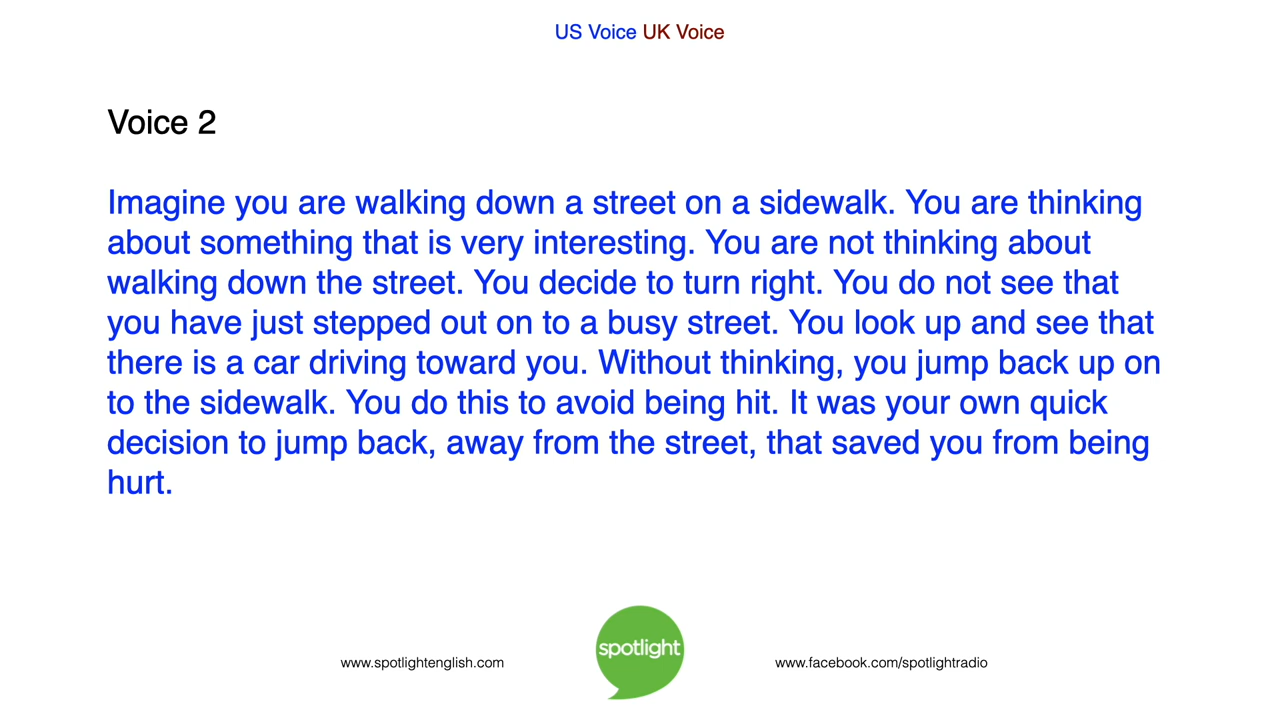 US Voice UK Voice
Voice 2
Imagine you are walking down a street on a sidewalk. You are thinking
about something that is very interesting. You are not thinking about
walking down the street. You decide to turn right. You do not see that
you have just stepped out on to a busy street. You look up and see that
there is a car driving toward you. Without thinking, you jump back up on
to the sidewalk. You do this to avoid being hit. It was your own quick
decision to jump back, away from the street, that saved you from being
hurt.
www.spotlightenglish.com
spotlight
www.facebook.com/spotlightradio